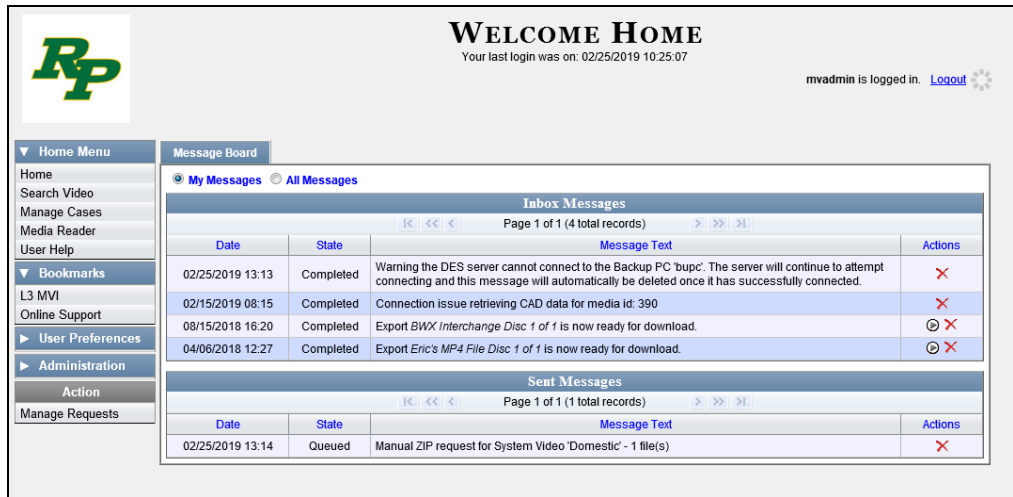 RP
WELCOME HOME
Your last login was on: 02/25/2019 10:25:07
mvadmin is logged in. Logout
Home Menu
Home
Search Video
Manage Cases
Media Reader
User Help
Bookmarks
L3 MVI
Online Support
User Preferences
Administration
Action
Manage Requests
Message Board
My Messages All Messages
Inbox Messages
Page 1 of 1 (4 total records)
Date State Message Text Actions
02/25/2019 13:13 Completed Warning the DES server cannot connect to the Backup PC 'bupc'. The server will continue to attempt
connecting and this message will automatically be deleted once it has successfully connected.
02/15/2019 08:15 Completed Connection issue retrieving CAD data for media id: 390
08/15/2018 16:20 Completed Export BWX Interchange Disc 1 of 1 is now ready for download.
04/06/2018 12:27 Completed Export Eric's MP4 File Disc 1 of 1 is now ready for download.
Sent Messages
Page 1 of 1 (1 total records)
Date State Message Text Actions
02/25/2019 13:14 Queued Manual ZIP request for System Video 'Domestic' - 1 file(s)